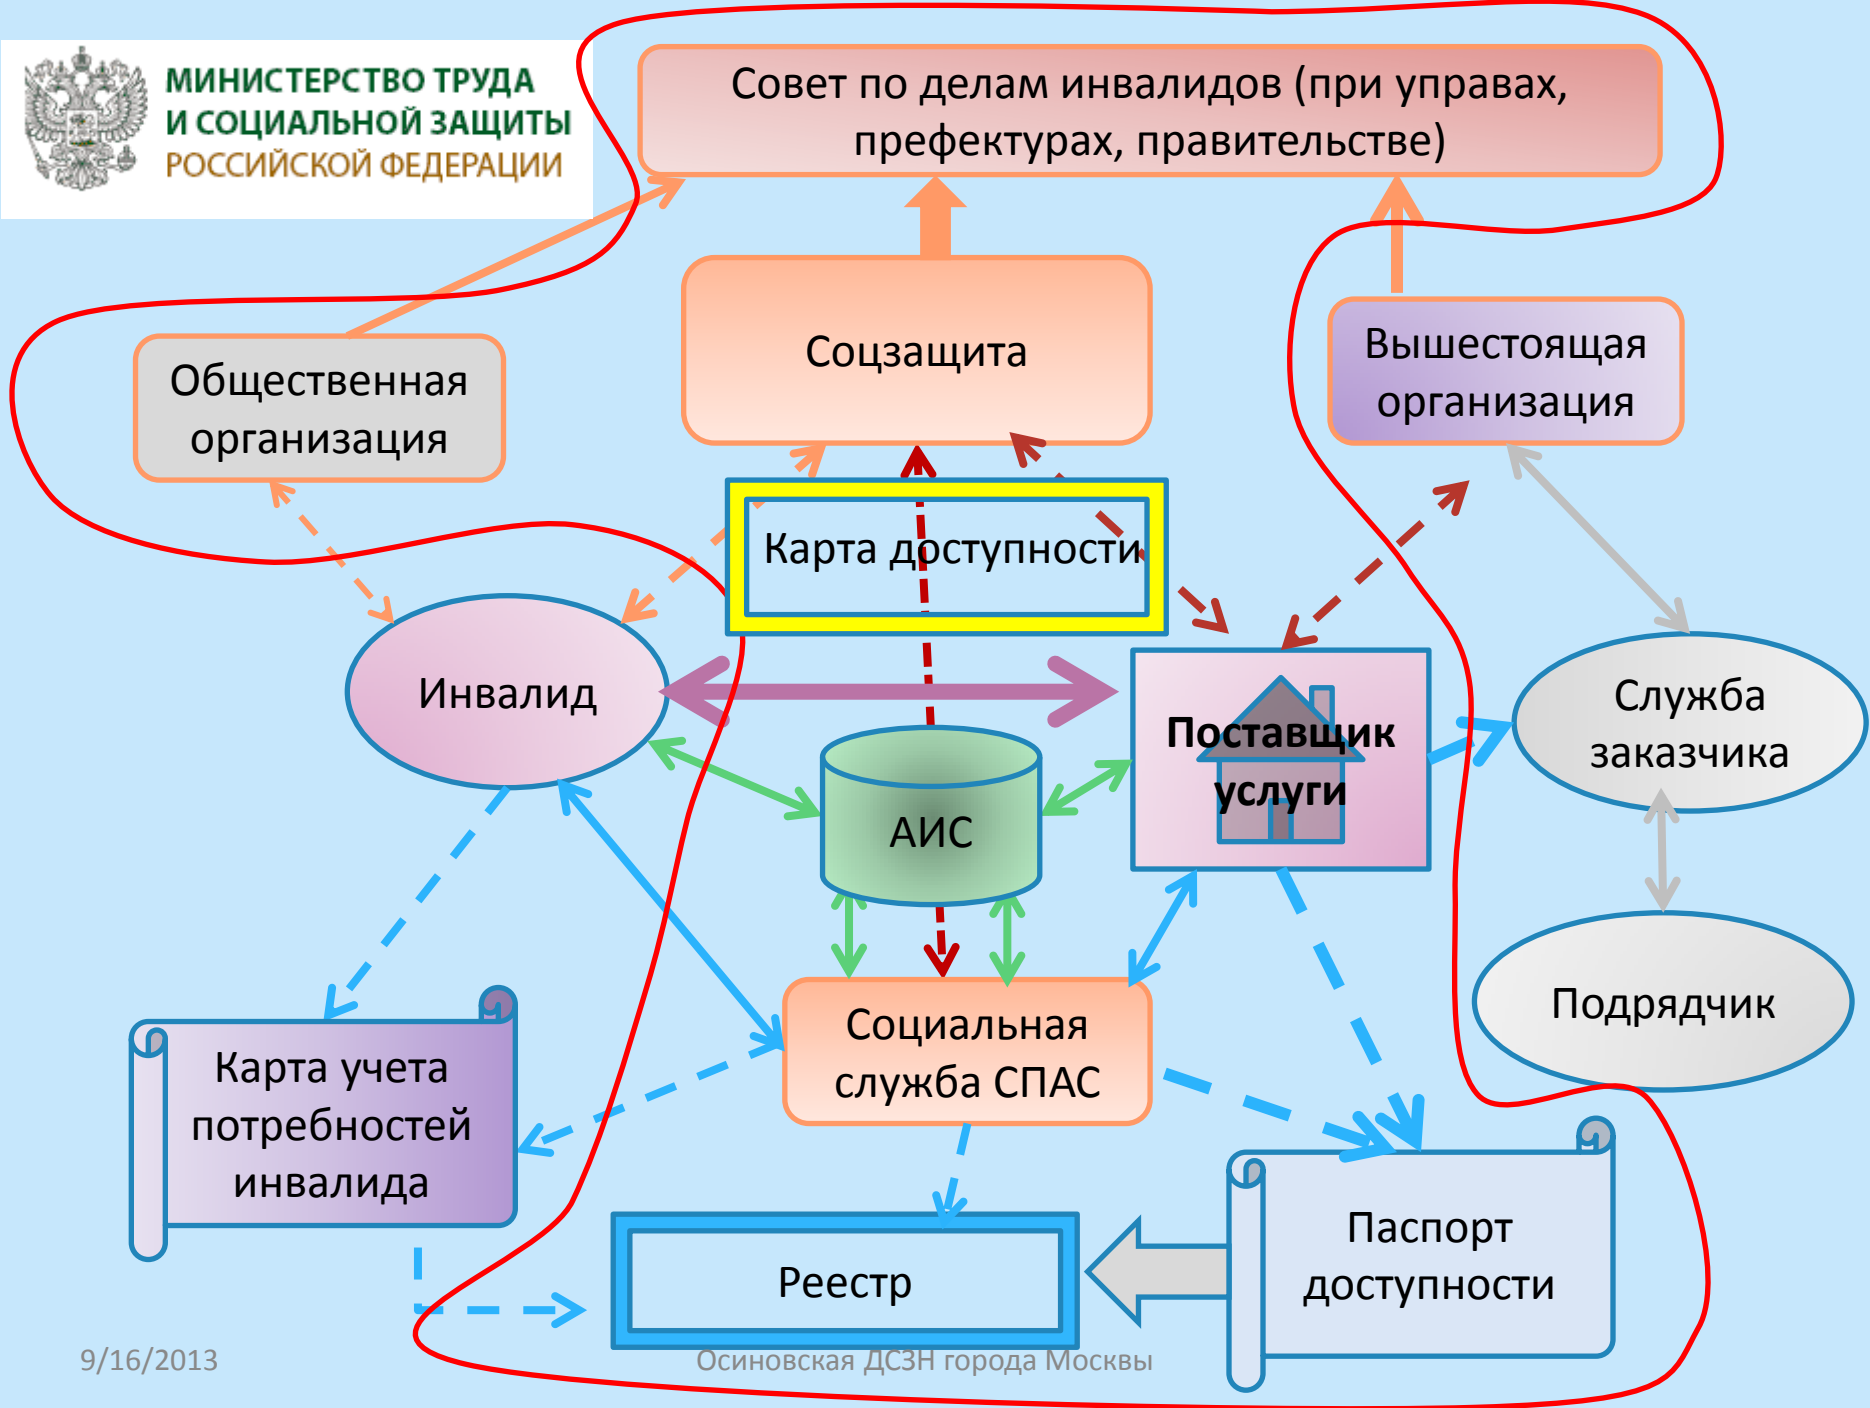 МИНИСТЕРСТВО ТРУДА
И СОЦИАЛЬНОЙ ЗАЩИТЫ
РОССИЙСКОЙ ФЕДЕРАЦИИ
Совет по делам инвалидов (при управах,
префектурах, правительстве)
Общественная
организация
Соцзащита
Вышестоящая
организация
Карта доступности
Инвалид
Поставщик
услуги
Служба
заказчика
АИС
Подрядчик
Социальная
служба СПАС
Карта учета
потребностей
инвалида
Паспорт
доступности
Реестр
9/16/2013
Осиновская ДСЗН города Москвы